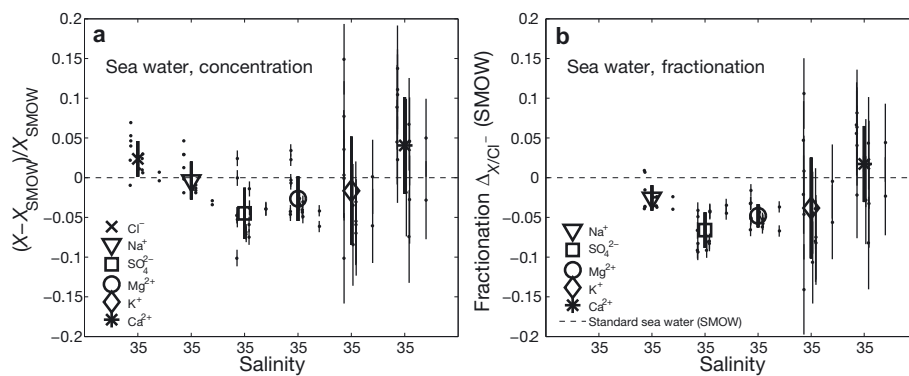 a
Sea water, concentration
(X−X_SMOW)/X_SMOW
0.2
0.15
0.1
0.05
0
−0.05
−0.1
−0.15
−0.2
Cl⁻
Na⁺
SO₄²⁻
Mg²⁺
K⁺
Ca²⁺
35 35 35 35 35 35
Salinity
b
Sea water, fractionation
Fractionation Δ_X/Cl⁻ (SMOW)
0.2
0.15
0.1
0.05
0
−0.05
−0.1
−0.15
−0.2
Na⁺
SO₄²⁻
Mg²⁺
K⁺
Ca²⁺
Standard sea water (SMOW)
35 35 35 35 35 35
Salinity